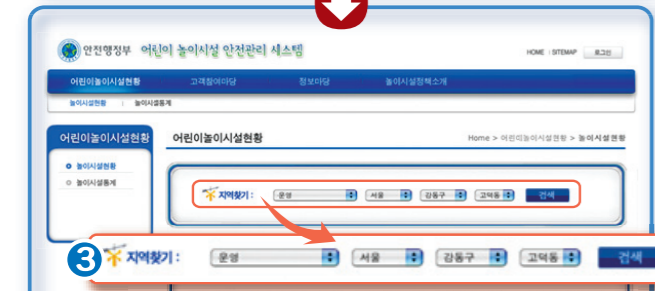 안전행정부 어린이 놀이시설 안전관리 시스템
HOME | SITEMAP 로그인
어린이놀이시설현황 고객참여마당 정보마당 놀이시설정책소개
놀이시설현황 | 놀이시설통계
어린이놀이시설현황
놀이시설현황
놀이시설통계
어린이놀이시설현황
Home > 어린이놀이시설현황 > 놀이시설현황
지역찾기 : 운영 서울 강동구 고덕동 검색
3 지역찾기 : 운영 서울 강동구 고덕동 검색